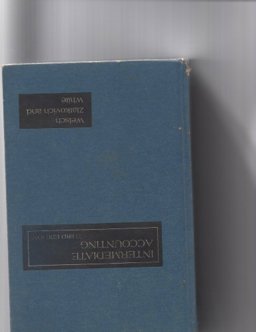 INTERMEDIATE
ACCOUNTING
THIRD EDITION
Welsch
Zlatkovich and
White